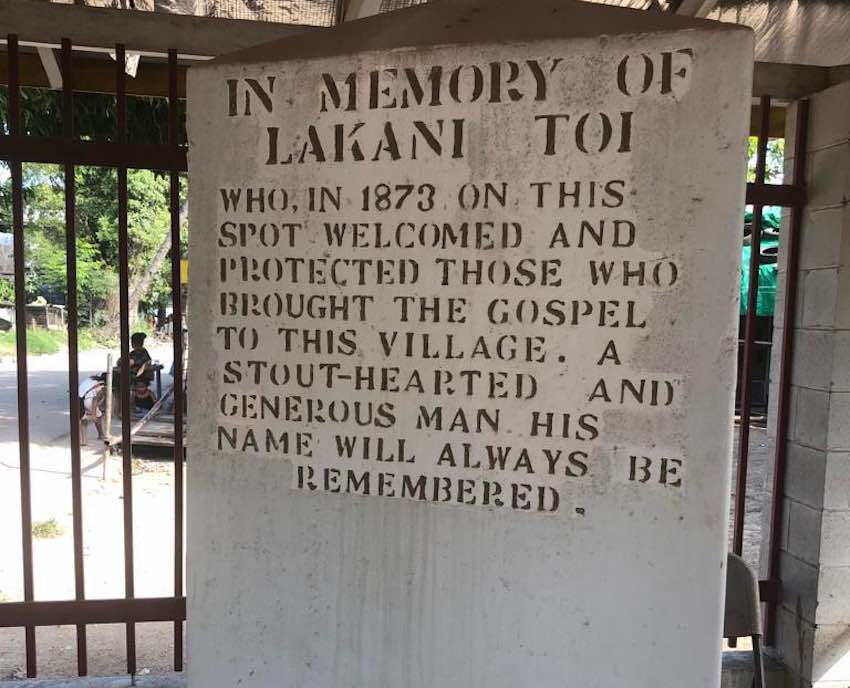 IN MEMORY OF
LAKANI TOI
WHO, IN 1873 ON THIS
SPOT WELCOMED AND
PROTECTED THOSE WHO
BROUGHT THE GOSPEL
TO THIS VILLAGE. A
STOUT-HEARTED AND
GENEROUS MAN HIS
NAME WILL ALWAYS BE
REMEMBERED.